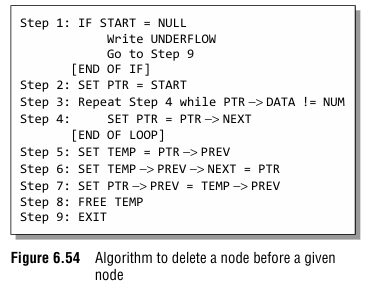 Step 1: IF START = NULL
Write UNDERFLOW
Go to Step 9
[END OF IF]
Step 2: SET PTR = START
Step 3: Repeat Step 4 while PTR –> DATA != NUM
Step 4: SET PTR = PTR –> NEXT
[END OF LOOP]
Step 5: SET TEMP = PTR –> PREV
Step 6: SET TEMP –> PREV –> NEXT = PTR
Step 7: SET PTR –> PREV = TEMP –> PREV
Step 8: FREE TEMP
Step 9: EXIT
Figure 6.54 Algorithm to delete a node before a given
node